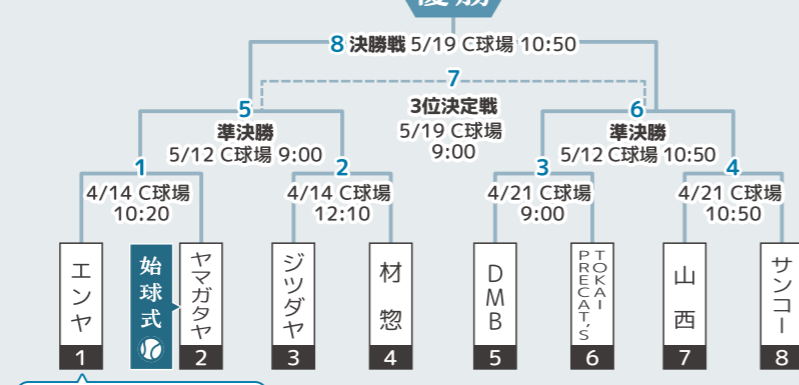 優勝
8 決勝戦 5/19 C球場 10:50
7
3位決定戦
5/19 C球場
9:00
5
準決勝
5/12 C球場 9:00
6
準決勝
5/12 C球場 10:50
1
4/14 C球場
10:20
2
4/14 C球場
12:10
3
4/21 C球場
9:00
4
4/21 C球場
10:50
エンヤ
1
始球式
ヤマガタヤ
2
ジツダヤ
3
材惣
4
DMB
5
TOKAI
PRECAT'S
6
山西
7
サンコー
8